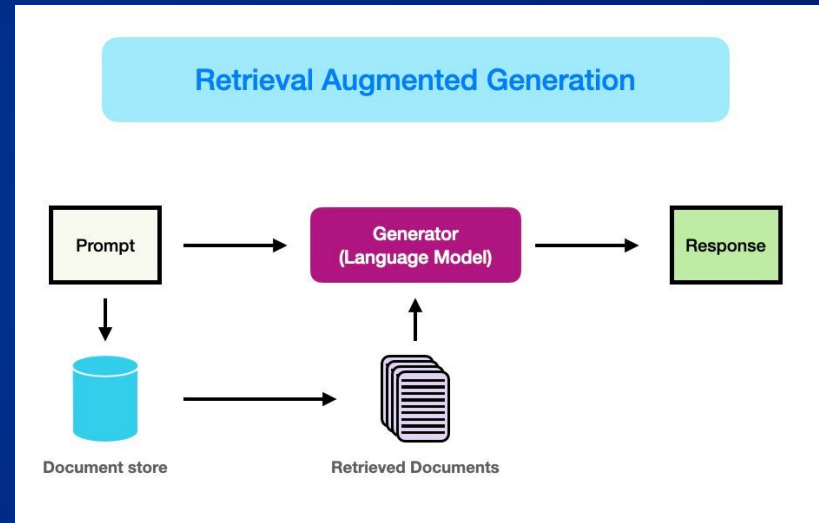 Retrieval Augmented Generation
Prompt
Generator
(Language Model)
Response
Document store
Retrieved Documents